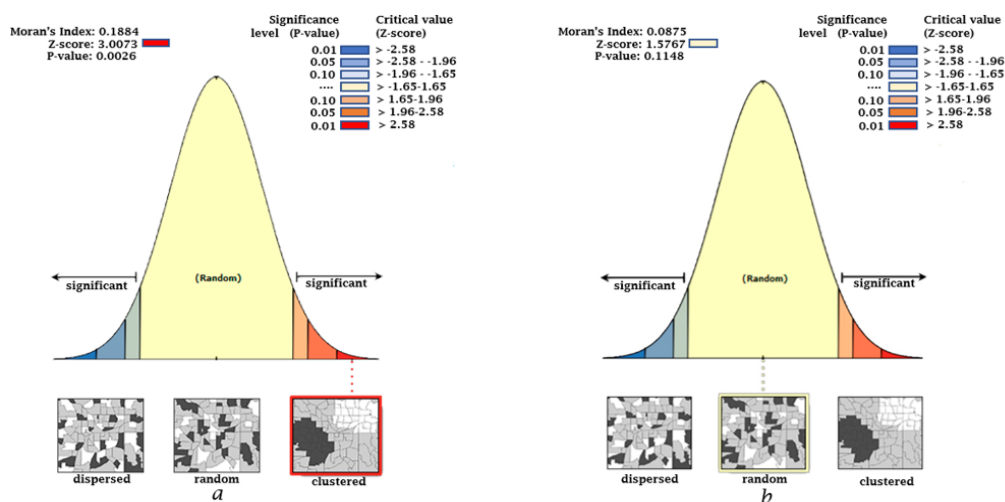 Moran's Index: 0.1884
Z-score: 3.0073
P-value: 0.0026
Significance level (P-value)
Critical value (Z-score)
0.01 > -2.58
0.05 > -2.58 - -1.96
0.10 > -1.96 - -1.65
.... > -1.65-1.65
0.10 > 1.65-1.96
0.05 > 1.96-2.58
0.01 > 2.58
significant
(Random)
significant
dispersed
random
clustered
a
Moran's Index: 0.0875
Z-score: 1.5767
P-value: 0.1148
Significance level (P-value)
Critical value (Z-score)
0.01 > -2.58
0.05 > -2.58 - -1.96
0.10 > -1.96 - -1.65
.... > -1.65-1.65
0.10 > 1.65-1.96
0.05 > 1.96-2.58
0.01 > 2.58
significant
(Random)
significant
dispersed
random
clustered
b